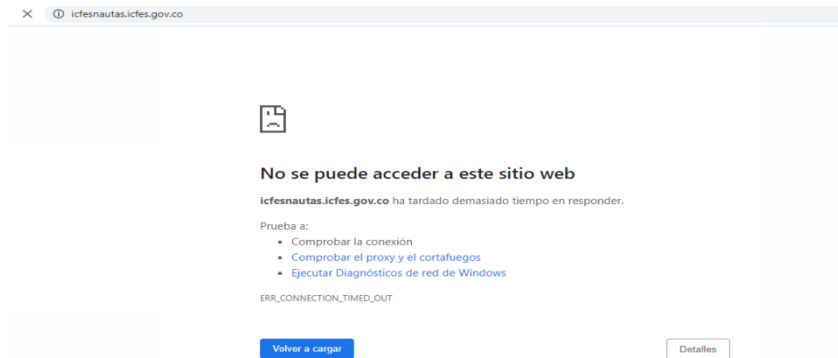 icfesnautas.icfes.gov.co
No se puede acceder a este sitio web
icfesnautas.icfes.gov.co ha tardado demasiado tiempo en responder.
Prueba a:
• Comprobar la conexión
• Comprobar el proxy y el cortafuegos
• Ejecutar Diagnósticos de red de Windows
ERR_CONNECTION_TIMED_OUT
Volver a cargar
Detalles